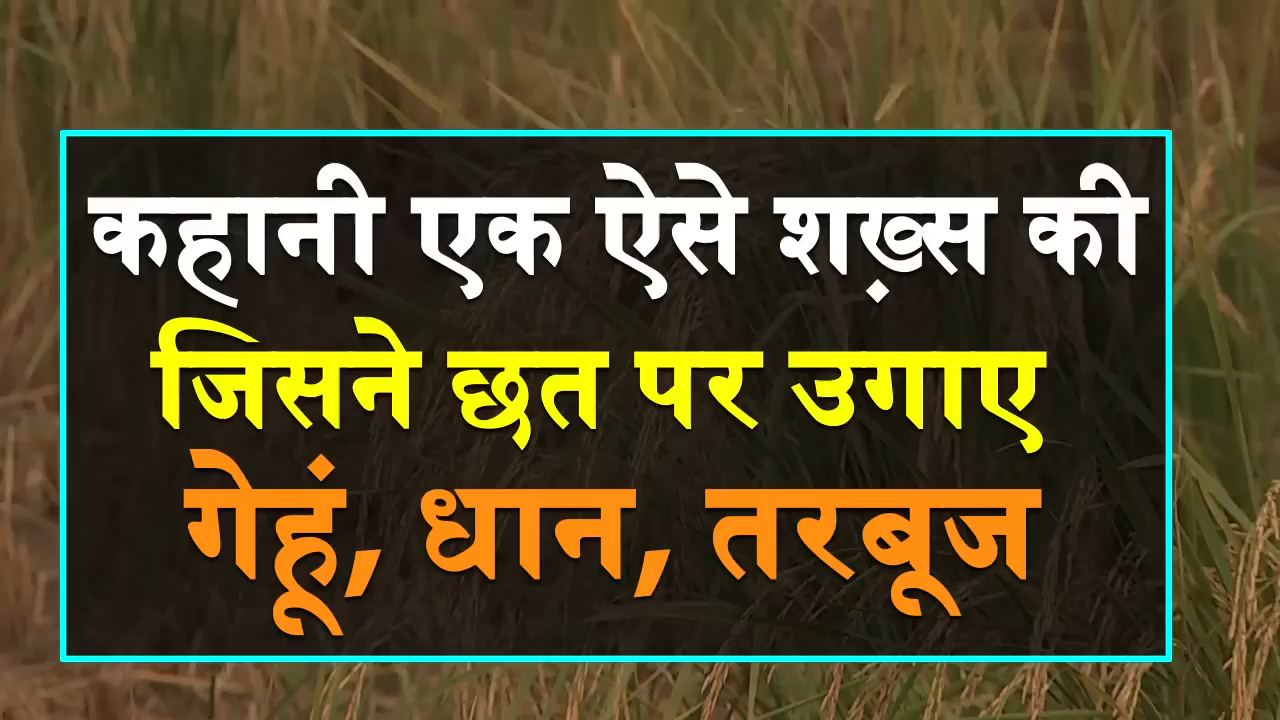 कहानी एक ऐसे शख़्स की
जिसने छत पर उगाए
गेहूं, धान, तरबूज